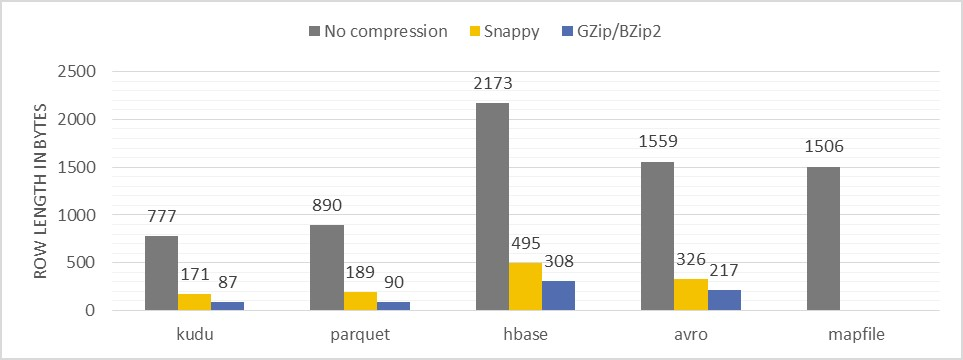 No compression Snappy GZip/BZip2
ROW LENGTH IN BYTES
2500
2000
1500
1000
500
0
777 171 87
890 189 90
2173 495 308
1559 326 217
1506
kudu parquet hbase avro mapfile